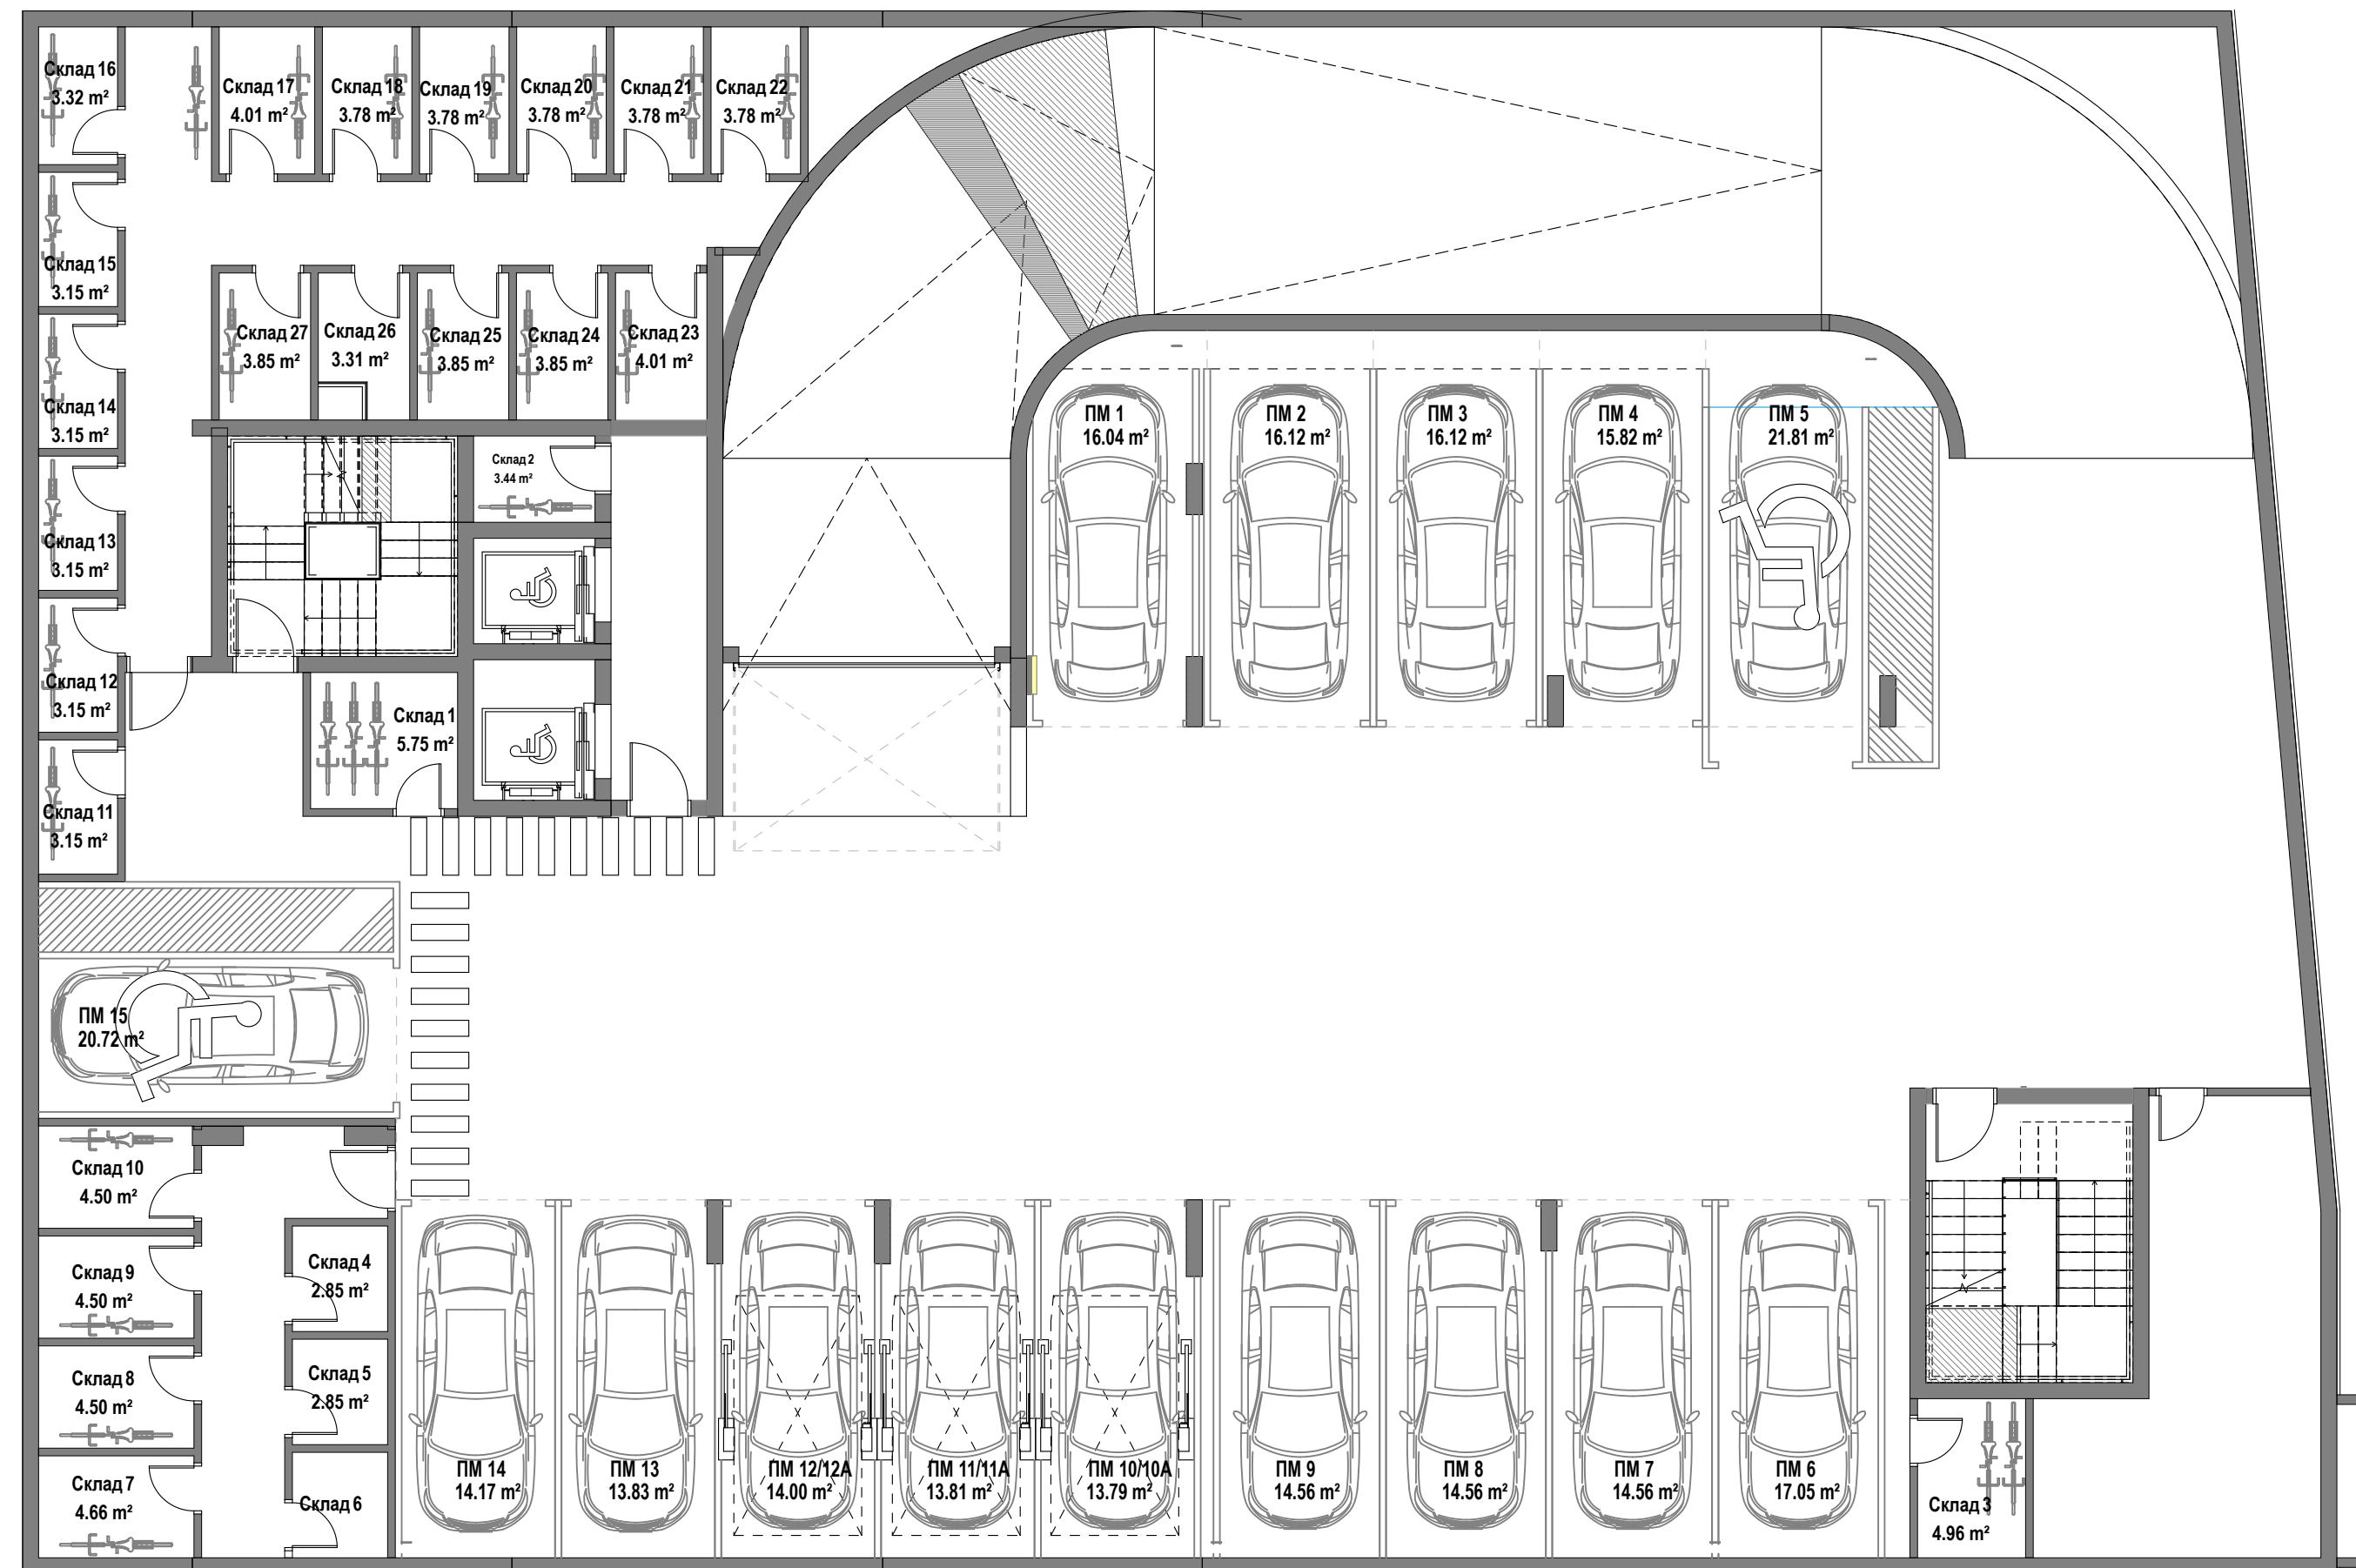 Склад 16
3.32 m²
Склад 17
4.01 m²
Склад 18
3.78 m²
Склад 19
3.78 m²
Склад 20
3.78 m²
Склад 21
3.78 m²
Склад 22
3.78 m²
Склад 15
3.15 m²
Склад 27
3.85 m²
Склад 26
3.31 m²
Склад 25
3.85 m²
Склад 24
3.85 m²
Склад 23
4.01 m²
Склад 14
3.15 m²
ПМ 1
16.04 m²
ПМ 2
16.12 m²
ПМ 3
16.12 m²
ПМ 4
15.82 m²
ПМ 5
21.81 m²
Склад 2
3.44 m²
Склад 13
3.15 m²
Склад 12
3.15 m²
Склад 1
5.75 m²
Склад 11
3.15 m²
ПМ 15
20.72 m²
Склад 10
4.50 m²
Склад 9
4.50 m²
Склад 4
2.85 m²
Склад 8
4.50 m²
Склад 5
2.85 m²
Склад 7
4.66 m²
Склад 6
ПМ 14
14.17 m²
ПМ 13
13.83 m²
ПМ 12/12А
14.00 m²
ПМ 11/11А
13.81 m²
ПМ 10/10А
13.79 m²
ПМ 9
14.56 m²
ПМ 8
14.56 m²
ПМ 7
14.56 m²
ПМ 6
17.05 m²
Склад 3
4.96 m²